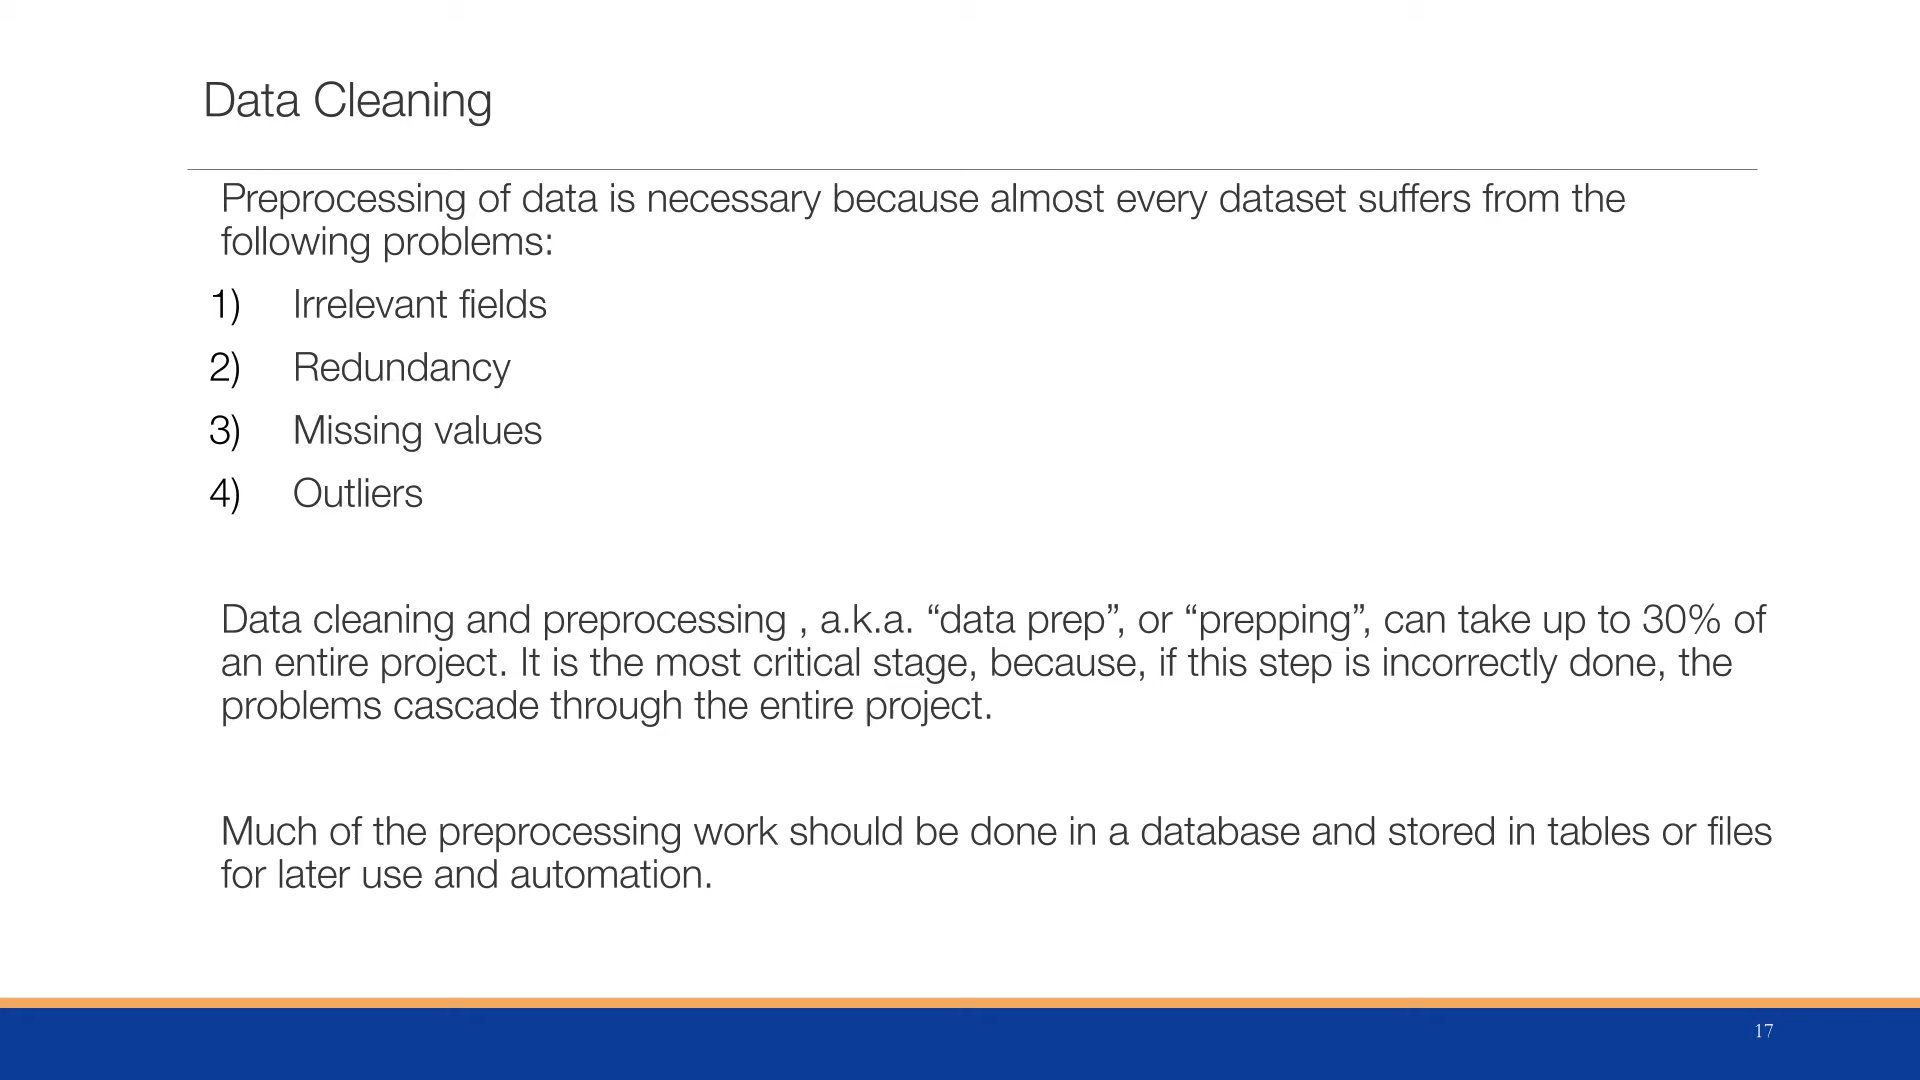 Data Cleaning
Preprocessing of data is necessary because almost every dataset suffers from the
following problems:
1) Irrelevant fields
2) Redundancy
3) Missing values
4) Outliers
Data cleaning and preprocessing , a.k.a. “data prep”, or “prepping”, can take up to 30% of
an entire project. It is the most critical stage, because, if this step is incorrectly done, the
problems cascade through the entire project.
Much of the preprocessing work should be done in a database and stored in tables or files
for later use and automation.
17